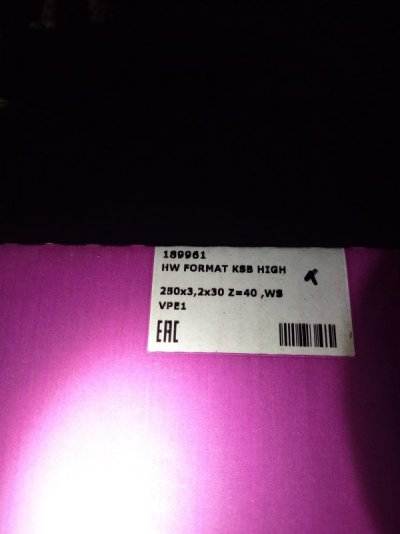 189961
HW FORMAT KSB HIGH
250x3,2x30 Z=40 ,WS
VPE1
EAC